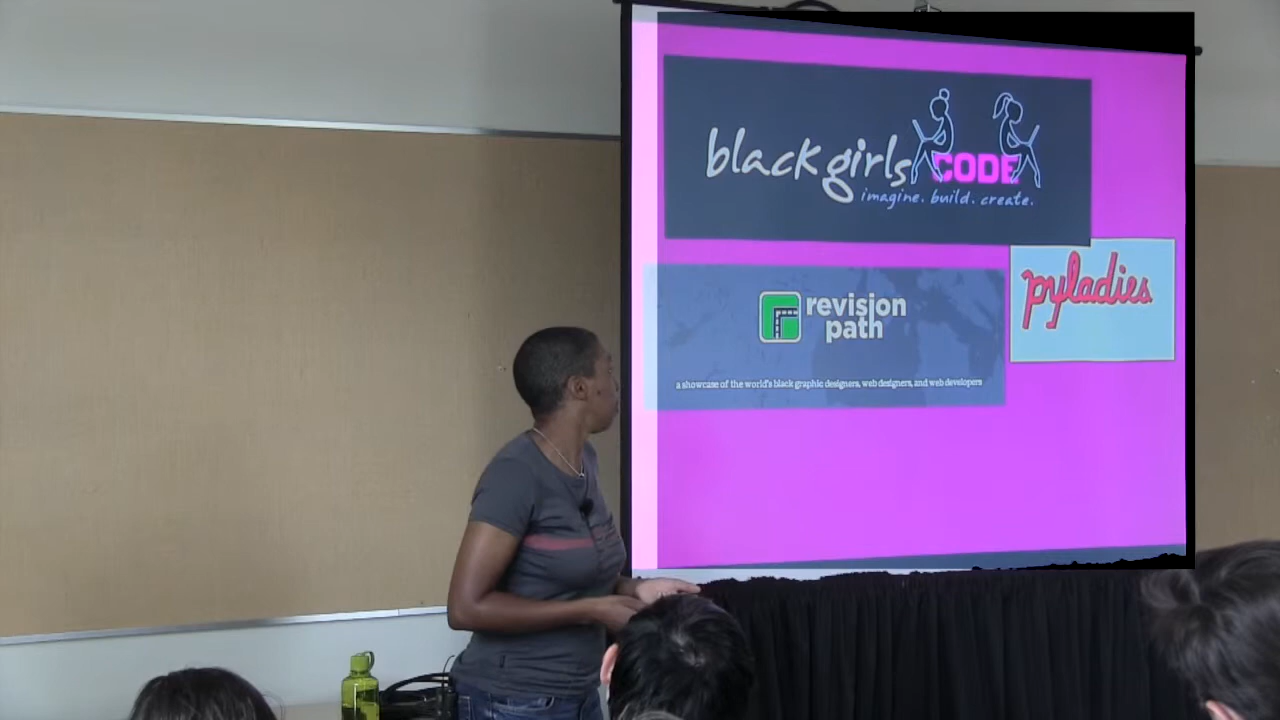 black girls CODE
imagine. build. create.
pyladies
revision
path
a showcase of the world's black graphic designers, web designers, and web developers